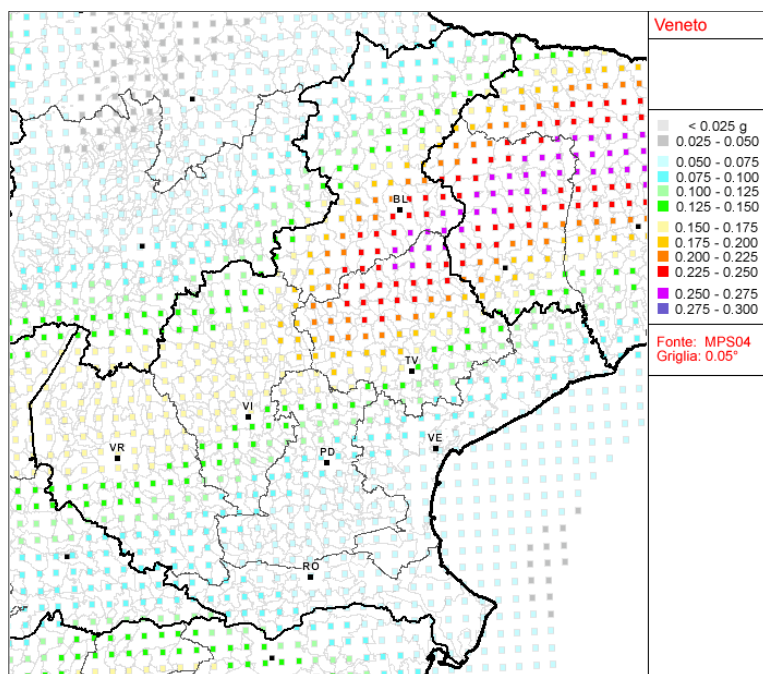 Veneto
< 0.025 g
0.025 - 0.050
0.050 - 0.075
0.075 - 0.100
0.100 - 0.125
0.125 - 0.150
0.150 - 0.175
0.175 - 0.200
0.200 - 0.225
0.225 - 0.250
0.250 - 0.275
0.275 - 0.300
Fonte: MPS04
Griglia: 0.05°
BL
TV
VI
VE
VR
PD
RO